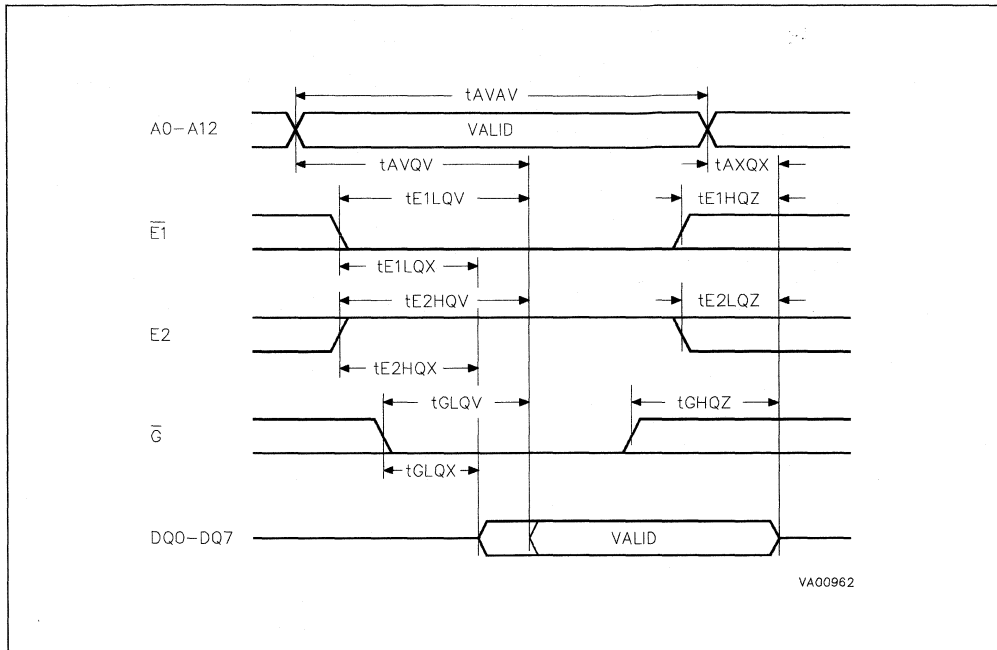 tAVAV
A0-A12
VALID
tAVQV
tAXQX
tE1LQV
tE1HQZ
E̅1̅
tE1LQX
tE2HQV
tE2LQZ
E2
tE2HQX
tGLQV
tGHQZ
G̅
tGLQX
DQ0-DQ7
VALID
VA00962